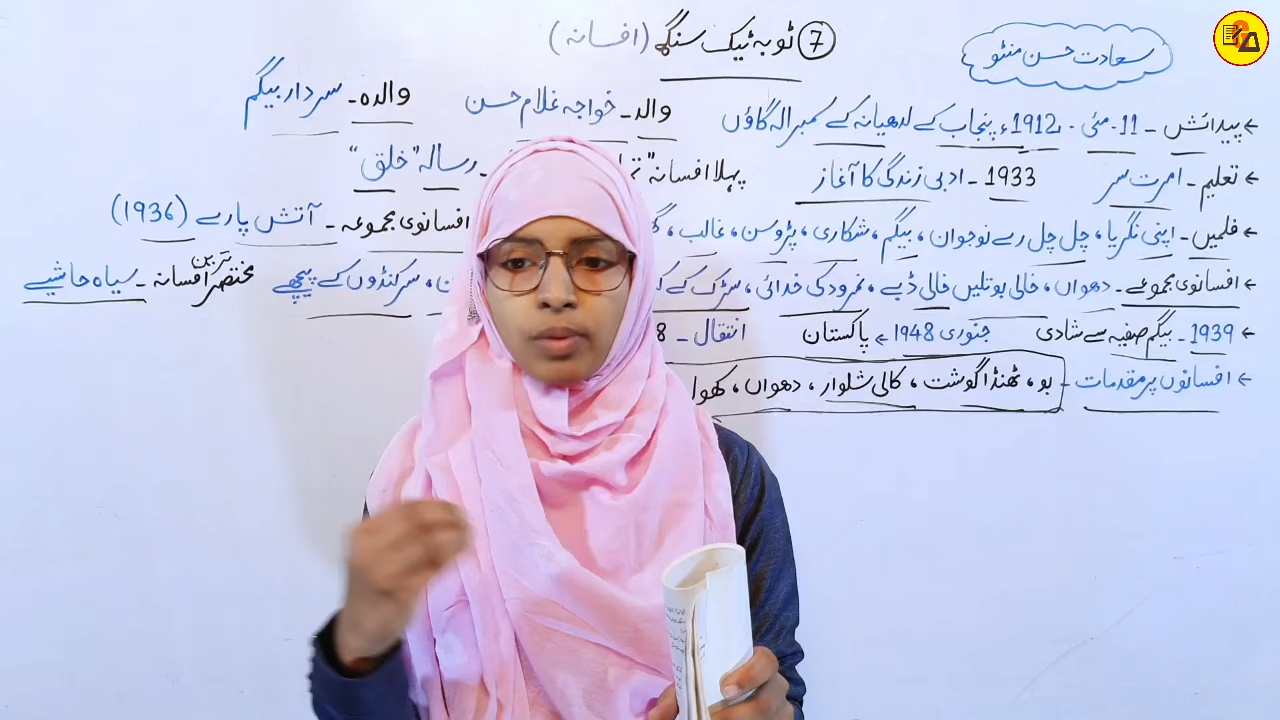 ⑦ ٹوبہ ٹیک سنگھ (افسانہ)
سعادت حسن منٹو
← پیدائش ۔ 11۔ مئی ۔ 1912ء، پنجاب کے لدھیانہ کے کمبرالہ گاؤں والد ۔ خواجہ غلام حسن والدہ ۔ سردار بیگم
← تعلیم ۔ امرت سر 1933 ۔ ادبی زندگی کا آغاز پہلا افسانہ " ۔ رسالہ "خلق"
← فلمیں ۔ اپنی نگریا، چل چل رے نوجوان، بیگم، شکاری، پڑوسن، غالب، افسانوی مجموعہ ۔ آتش پارے (1936)
← افسانوی مجموعے ۔ دھواں، خالی بوتلیں خالی ڈبے، نمرود کی خدائی، سڑک کے ، سرکنڈوں کے پیچھے مختصر ترین افسانہ ۔ سیاہ حاشیے
← 1939 ۔ بیگم صفیہ سے شادی جنوری 1948 ← پاکستان انتقال ۔ 8
← افسانوں پر مقدمات ۔ بو، ٹھنڈا گوشت، کالی شلوار، دھواں، کھول